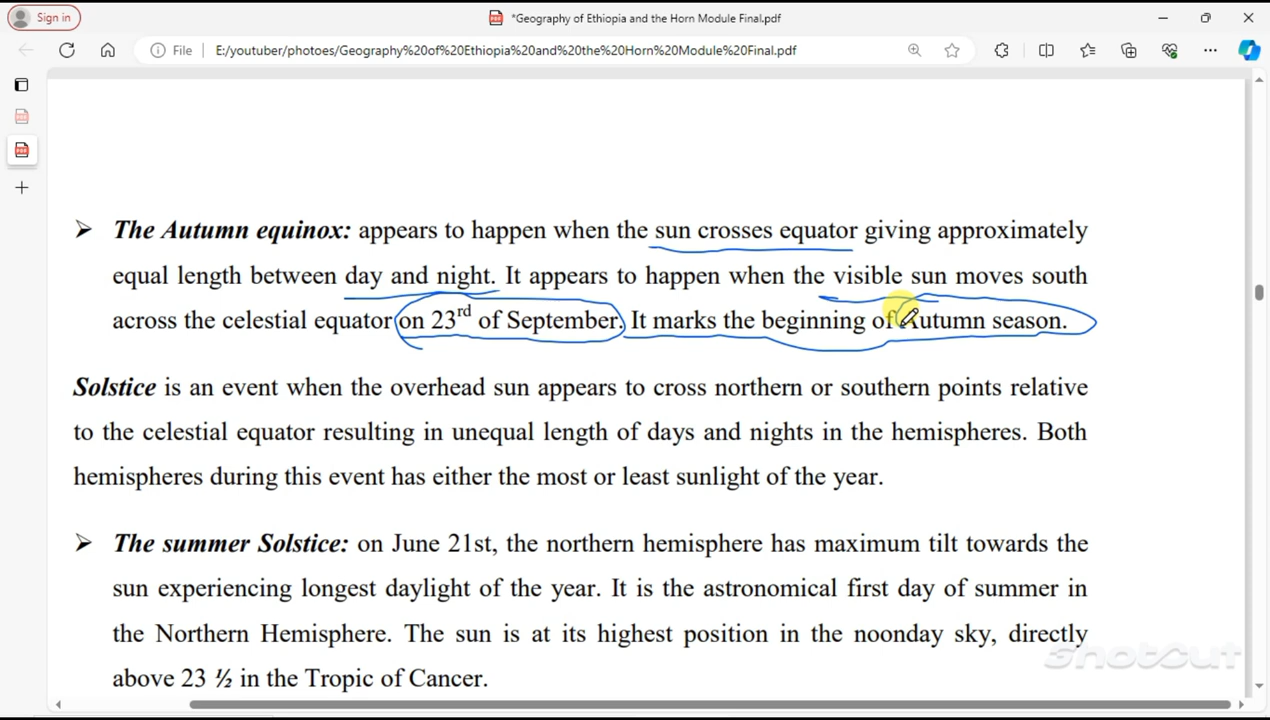 Sign in
*Geography of Ethiopia and the Horn Module Final.pdf
File
E:/youtuber/photoes/Geography%20of%20Ethiopia%20and%20the%20Horn%20Module%20Final.pdf
The Autumn equinox: appears to happen when the sun crosses equator giving approximately
equal length between day and night. It appears to happen when the visible sun moves south
across the celestial equator on 23rd of September. It marks the beginning of Autumn season.
Solstice is an event when the overhead sun appears to cross northern or southern points relative
to the celestial equator resulting in unequal length of days and nights in the hemispheres. Both
hemispheres during this event has either the most or least sunlight of the year.
The summer Solstice: on June 21st, the northern hemisphere has maximum tilt towards the
sun experiencing longest daylight of the year. It is the astronomical first day of summer in
the Northern Hemisphere. The sun is at its highest position in the noonday sky, directly
above 23 ½ in the Tropic of Cancer.
ShotCut